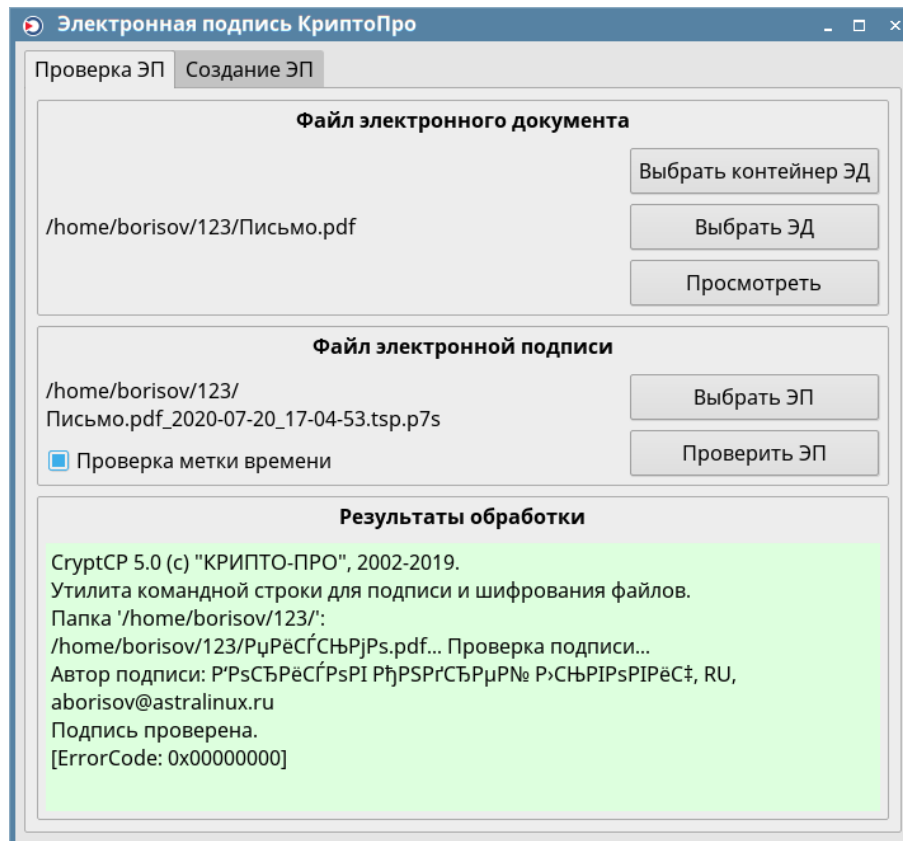 Электронная подпись КриптоПро
Проверка ЭП Создание ЭП
Файл электронного документа
Выбрать контейнер ЭД
/home/borisov/123/Письмо.pdf
Выбрать ЭД
Просмотреть
Файл электронной подписи
/home/borisov/123/
Письмо.pdf_2020-07-20_17-04-53.tsp.p7s
Выбрать ЭП
Проверка метки времени
Проверить ЭП
Результаты обработки
CryptCP 5.0 (c) "КРИПТО-ПРО", 2002-2019.
Утилита командной строки для подписи и шифрования файлов.
Папка '/home/borisov/123/':
/home/borisov/123/РџРёСЃСЊРјРѕ.pdf... Проверка подписи...
Автор подписи: Р‘РѕСЂРёСЃРѕРІ РђРЅРґСЂРµР№ Р›СЊРІРѕРІРёС‡, RU,
aborisov@astralinux.ru
Подпись проверена.
[ErrorCode: 0x00000000]